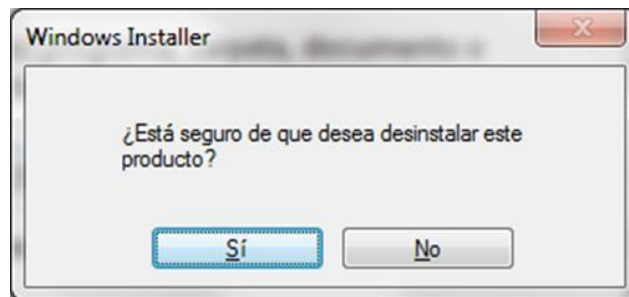 Windows Installer
¿Está seguro de que desea desinstalar este
producto?
Sí
No